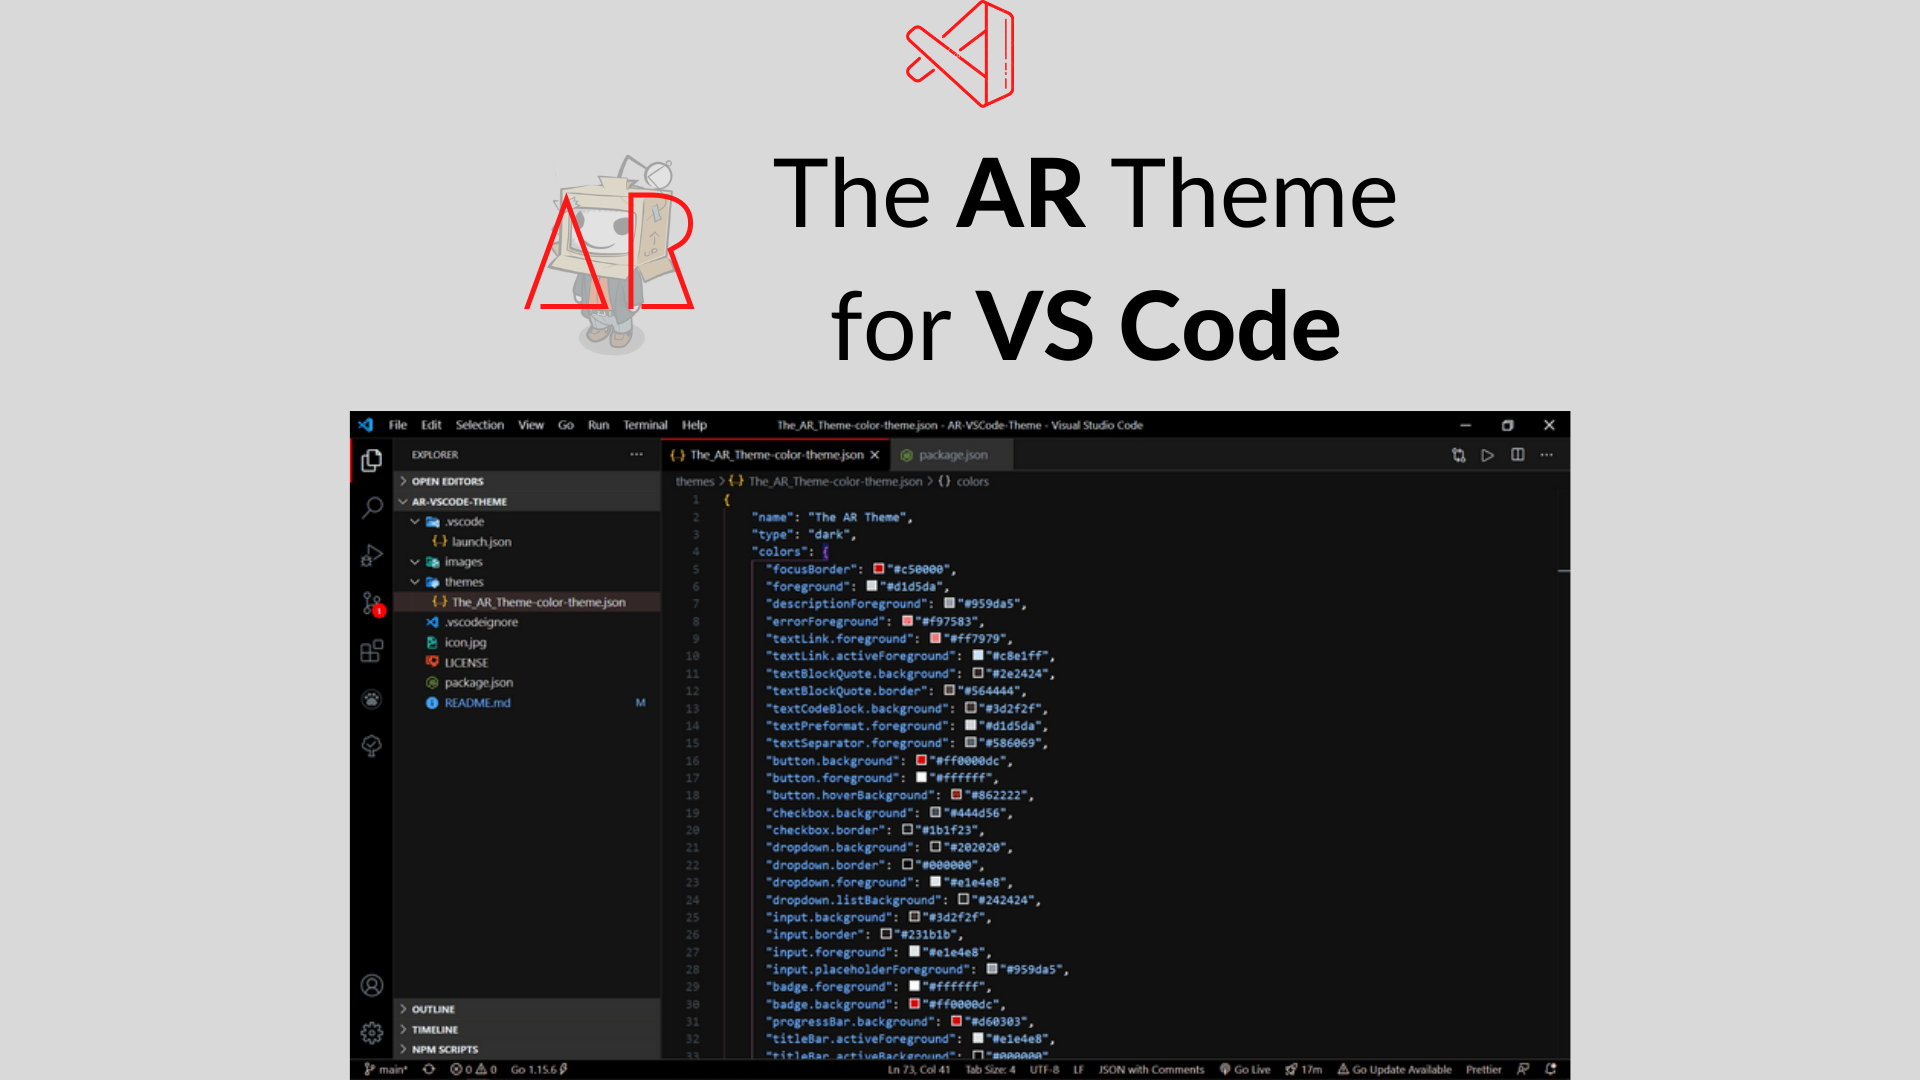 The AR Theme
for VS Code
AR
UP
File Edit Selection View Go Run Terminal Help
The_AR_Theme-color-theme.json - AR-VSCode-Theme - Visual Studio Code
EXPLORER
OPEN EDITORS
AR-VSCODE-THEME
.vscode
{..} launch.json
images
themes
{..} The_AR_Theme-color-theme.json
.vscodeignore
icon.jpg
LICENSE
package.json
README.md M
1
OUTLINE
TIMELINE
NPM SCRIPTS
{..} The_AR_Theme-color-theme.json
package.json
themes > {..} The_AR_Theme-color-theme.json > {} colors
1 {
2 "name": "The AR Theme",
3 "type": "dark",
4 "colors": {
5 "focusBorder": "#c50000",
6 "foreground": "#d1d5da",
7 "descriptionForeground": "#959da5",
8 "errorForeground": "#f97583",
9 "textLink.foreground": "#ff7979",
10 "textLink.activeForeground": "#c8e1ff",
11 "textBlockQuote.background": "#2e2424",
12 "textBlockQuote.border": "#564444",
13 "textCodeBlock.background": "#3d2f2f",
14 "textPreformat.foreground": "#d1d5da",
15 "textSeparator.foreground": "#586069",
16 "button.background": "#ff0000dc",
17 "button.foreground": "#ffffff",
18 "button.hoverBackground": "#862222",
19 "checkbox.background": "#444d56",
20 "checkbox.border": "#1b1f23",
21 "dropdown.background": "#202020",
22 "dropdown.border": "#000000",
23 "dropdown.foreground": "#e1e4e8",
24 "dropdown.listBackground": "#242424",
25 "input.background": "#3d2f2f",
26 "input.border": "#231b1b",
27 "input.foreground": "#e1e4e8",
28 "input.placeholderForeground": "#959da5",
29 "badge.foreground": "#ffffff",
30 "badge.background": "#ff0000dc",
31 "progressBar.background": "#d60303",
32 "titleBar.activeForeground": "#e1e4e8",
33 "titleBar.activeBackground": "#000000",
main* 0 0 Go 1.15.6 Ln 73, Col 41 Tab Size: 4 UTF-8 LF JSON with Comments Go Live 17m Go Update Available Prettier